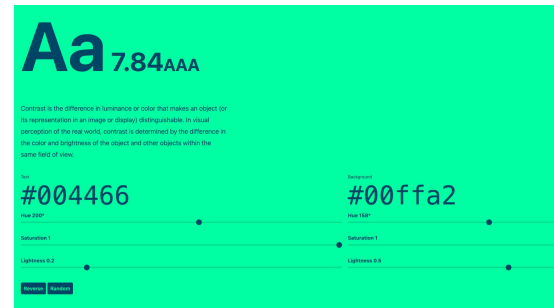 Aa 7.84AAA
Contrast is the difference in luminance or color that makes an object (or
its representation in an image or display) distinguishable. In visual
perception of the real world, contrast is determined by the difference in
the color and brightness of the object and other objects within the
same field of view.
Text
#004466
Hue 200°
Saturation 1
Lightness 0.2
Background
#00ffa2
Hue 158°
Saturation 1
Lightness 0.5
Reverse Random